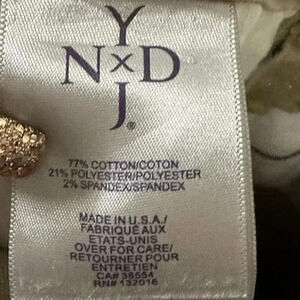 Y
N×D
J.®
77% COTTON/COTON
21% POLYESTER/POLYESTER
2% SPANDEX/SPANDEX
MADE IN U.S.A./
FABRIQUÉ AUX
ETATS-UNIS
OVER FOR CARE/
RETOURNER POUR
ENTRETIEN
CA# 38554
RN# 132016